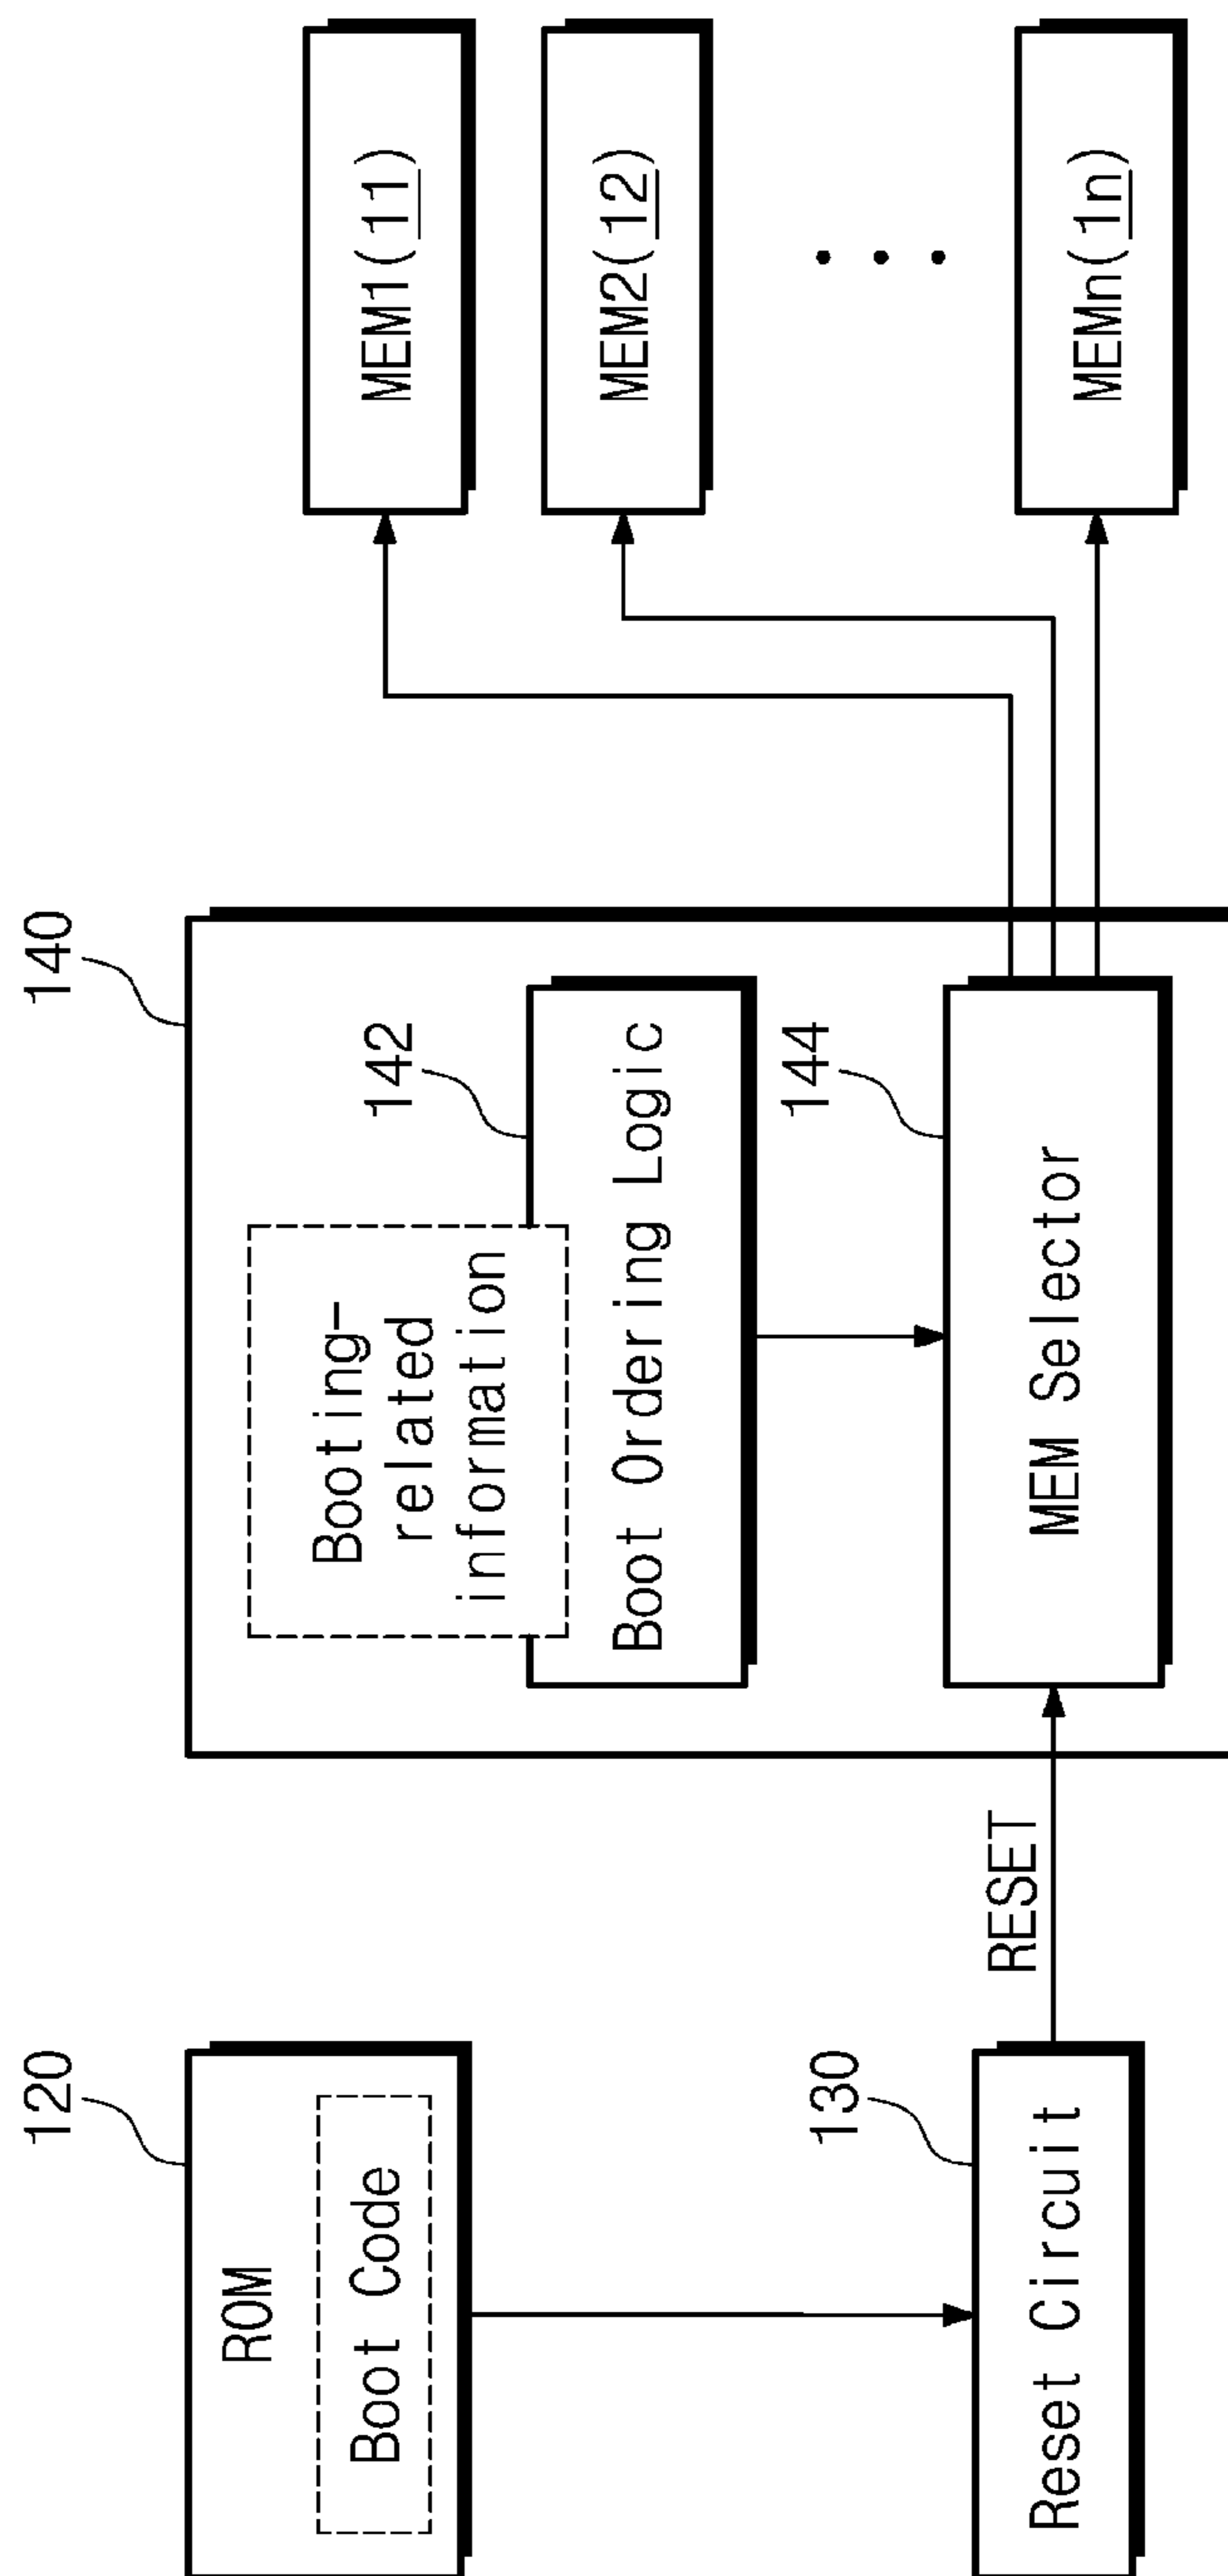 120
ROM
Boot Code
130
Reset Circuit
RESET
140
Booting-
related
information
142
Boot Ordering Logic
144
MEM Selector
MEM1(11)
MEM2(12)
• • •
MEMn(1n)